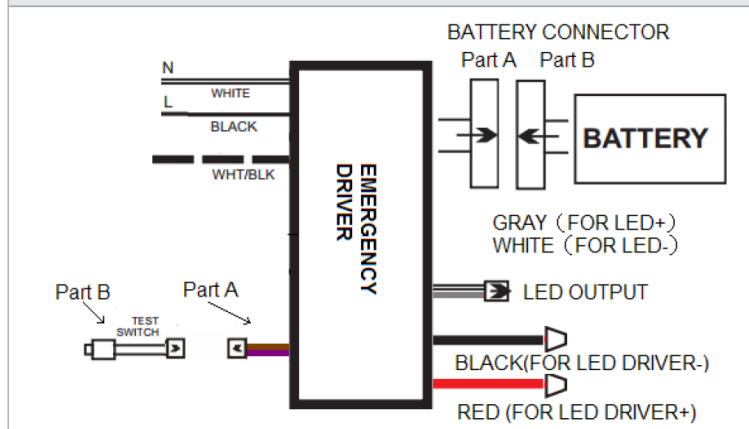 BATTERY CONNECTOR
Part A Part B
N
WHITE
L
BLACK
WHT/BLK
EMERGENCY
DRIVER
BATTERY
GRAY（FOR LED+）
WHITE（FOR LED-）
LED OUTPUT
Part B
Part A
TEST
SWITCH
BLACK(FOR LED DRIVER-)
RED (FOR LED DRIVER+)